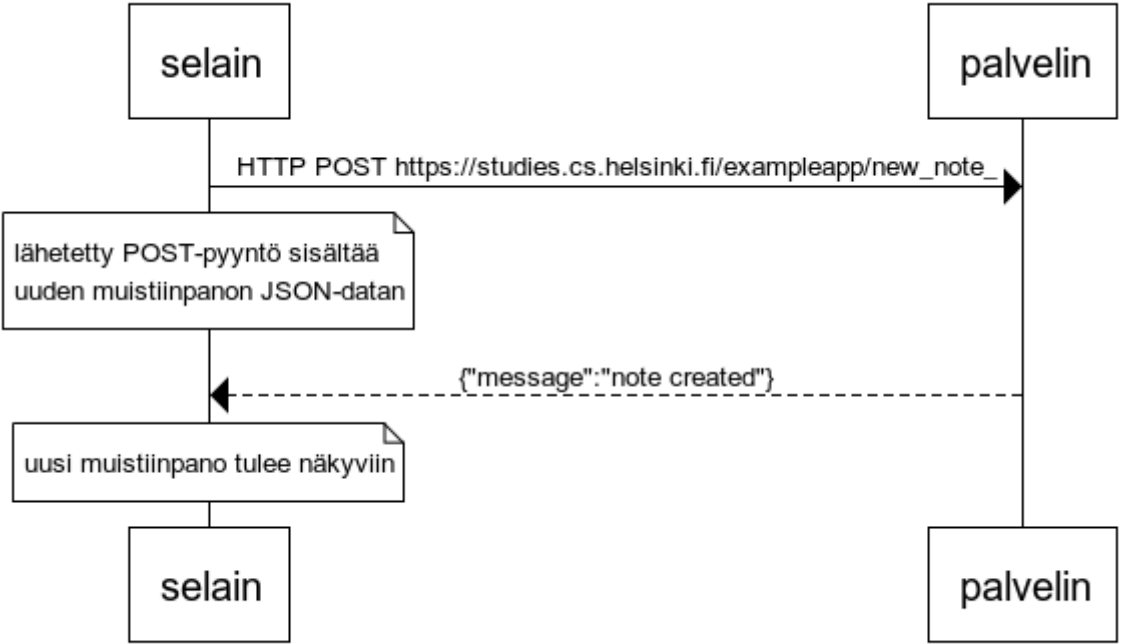 selain palvelin
HTTP POST https://studies.cs.helsinki.fi/exampleapp/new_note_
lähetetty POST-pyyntö sisältää
uuden muistiinpanon JSON-datan
{"message":"note created"}
uusi muistiinpano tulee näkyviin
selain palvelin